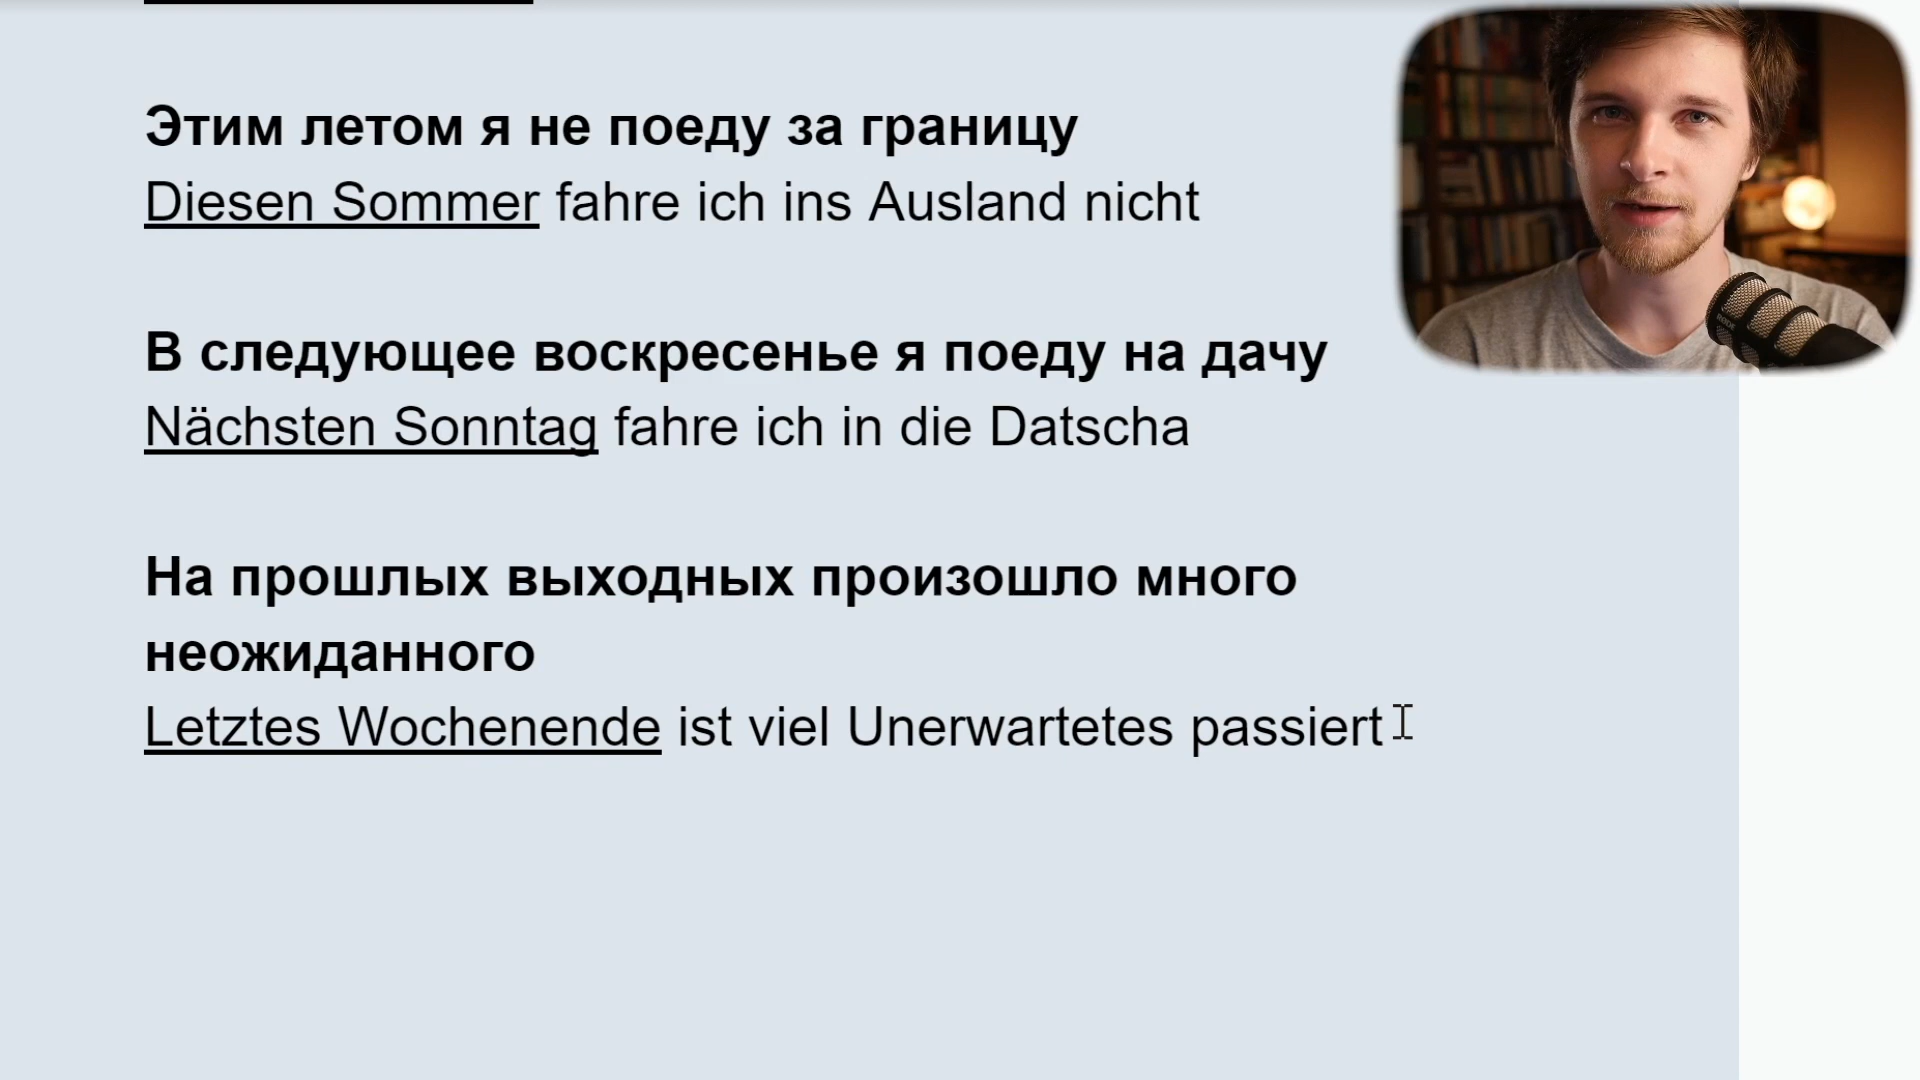 Этим летом я не поеду за границу
Diesen Sommer fahre ich ins Ausland nicht
В следующее воскресенье я поеду на дачу
Nächsten Sonntag fahre ich in die Datscha
На прошлых выходных произошло много
неожиданного
Letztes Wochenende ist viel Unerwartetes passiert
RØDE